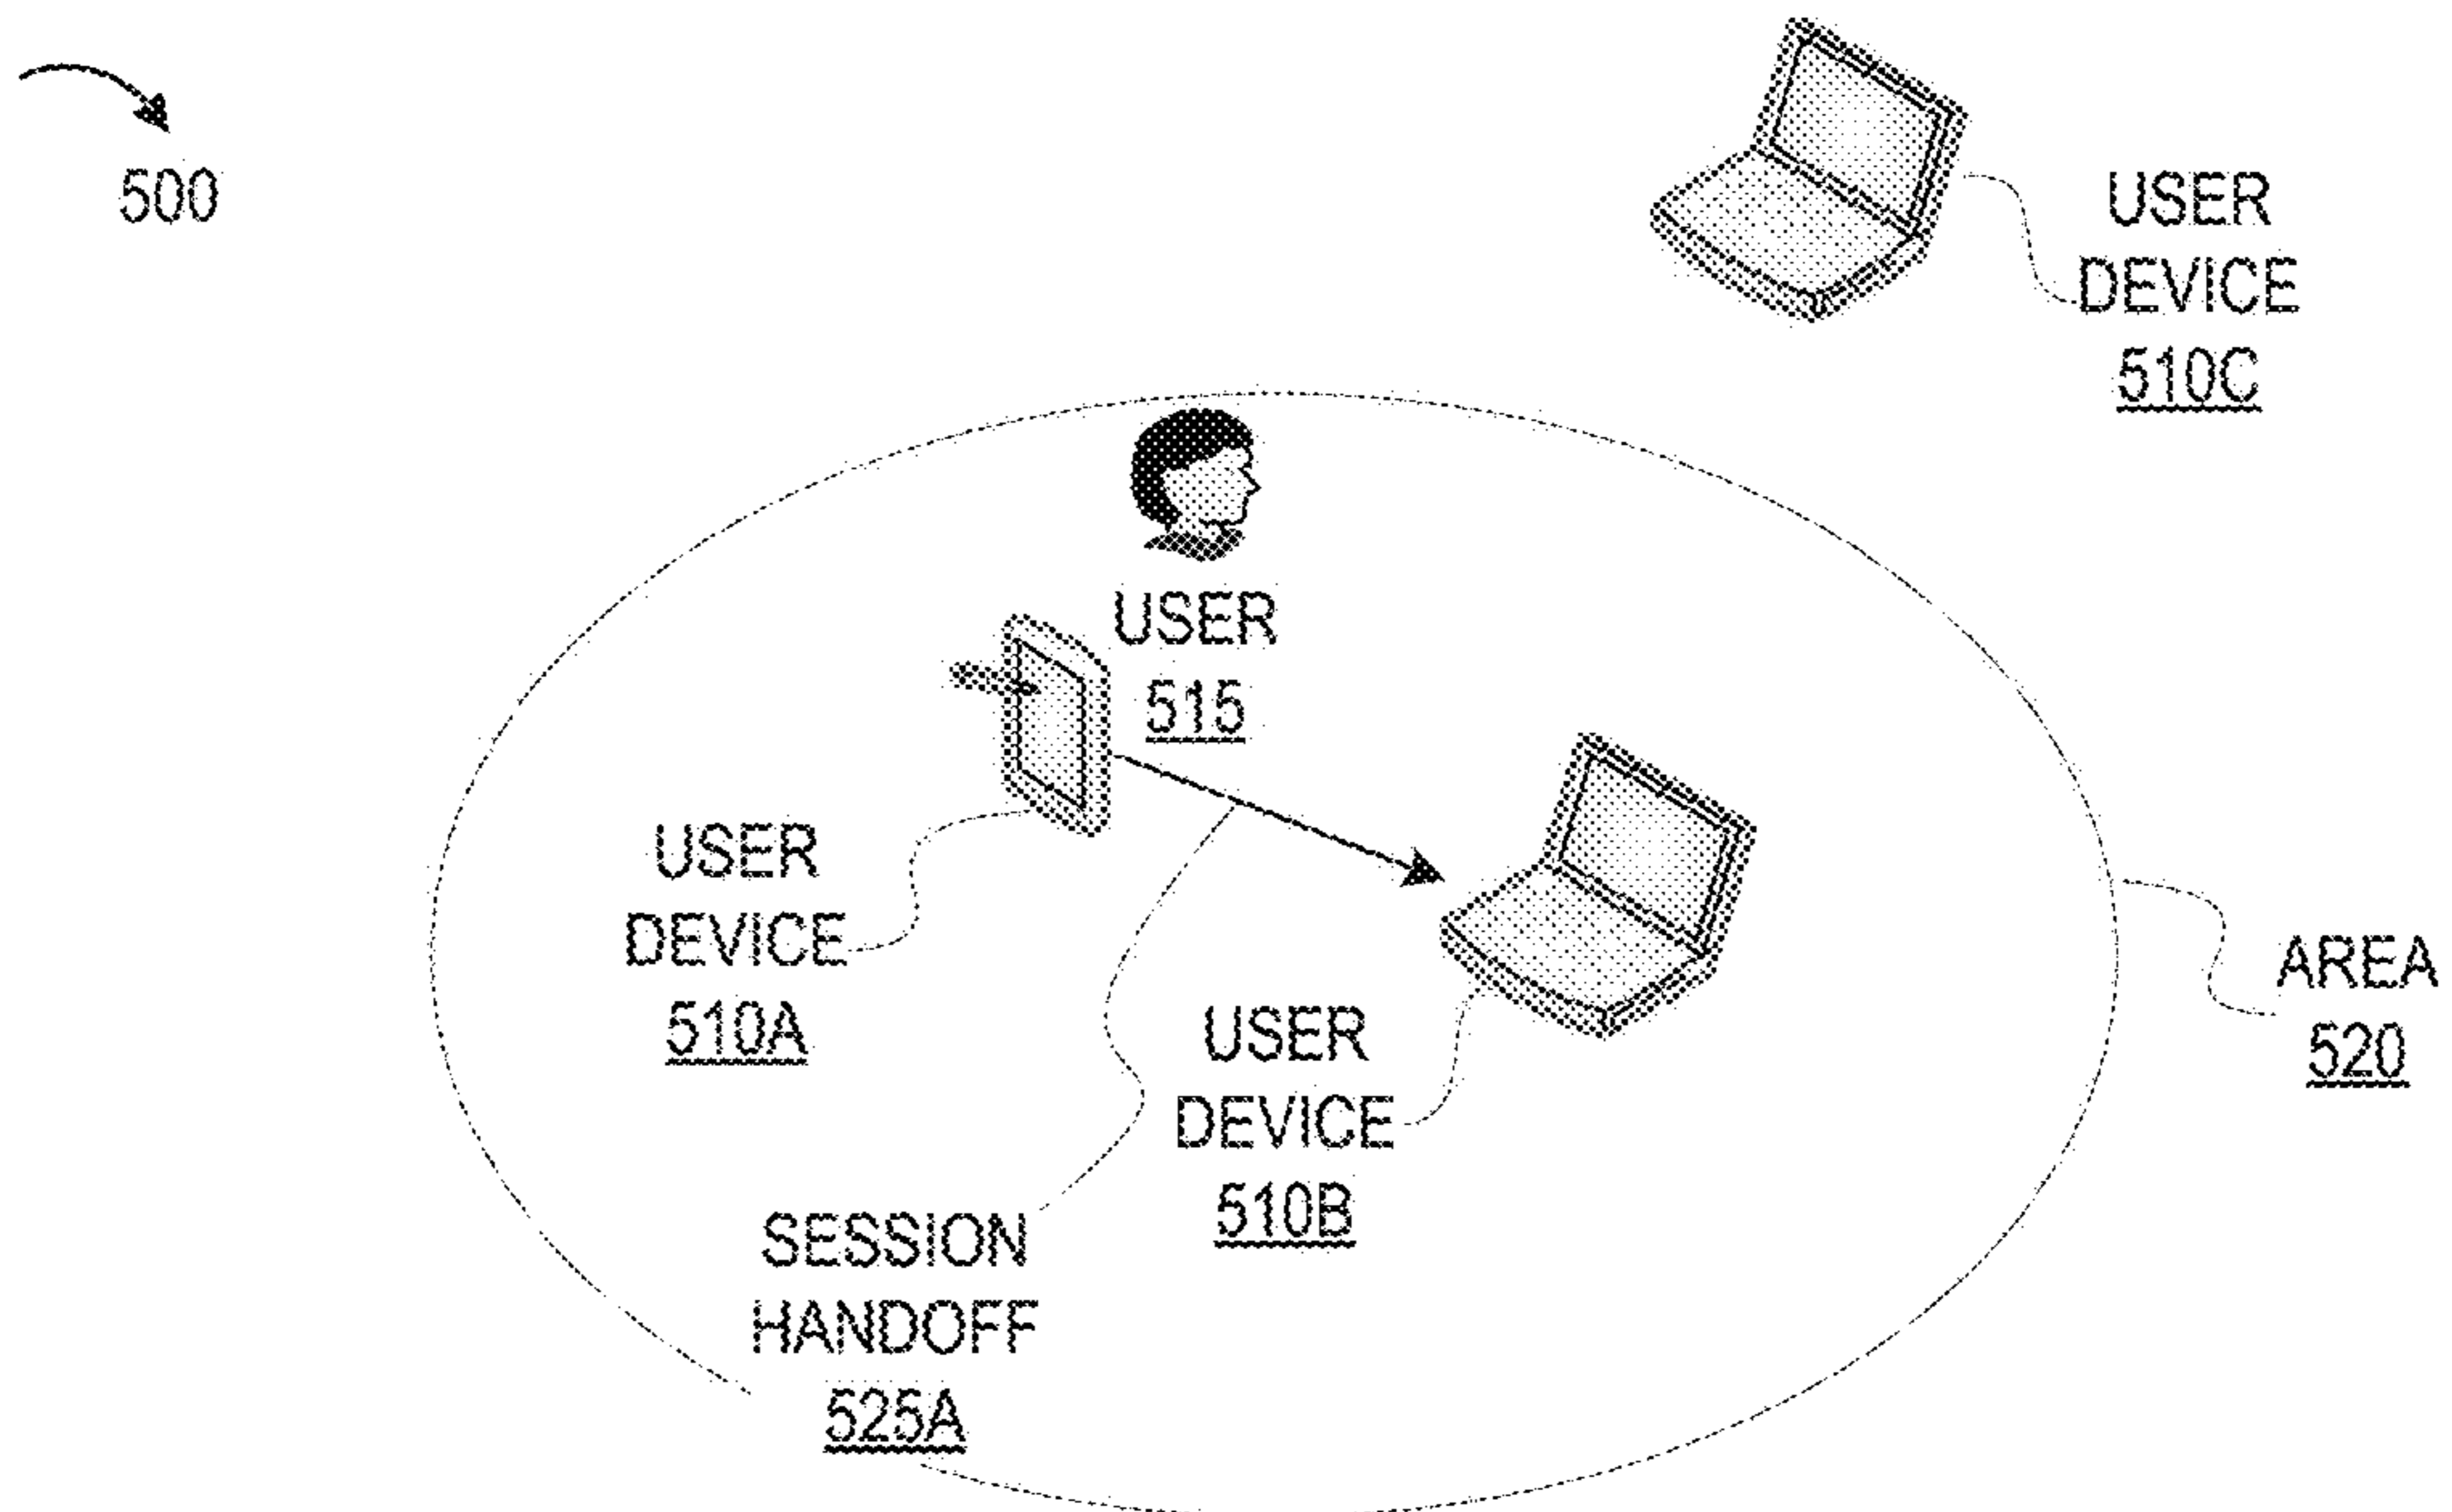 500
USER
DEVICE
510C
USER
515
USER
DEVICE
510A
USER
DEVICE
510B
AREA
520
SESSION
HANDOFF
525A